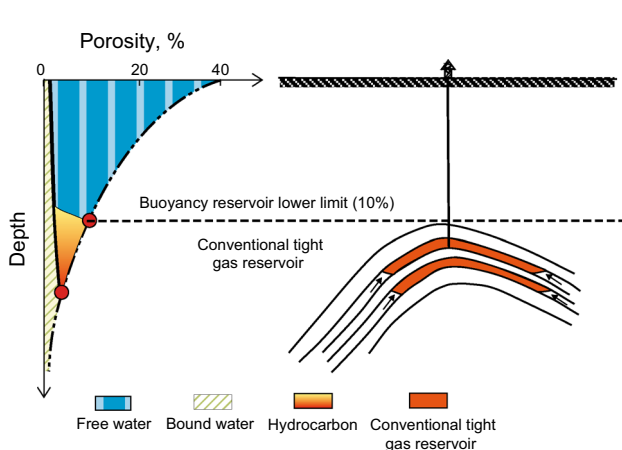 Porosity, %
0
20
40
Depth
Buoyancy reservoir lower limit (10%)
Conventional tight
gas reservoir
Free water
Bound water
Hydrocarbon
Conventional tight
gas reservoir